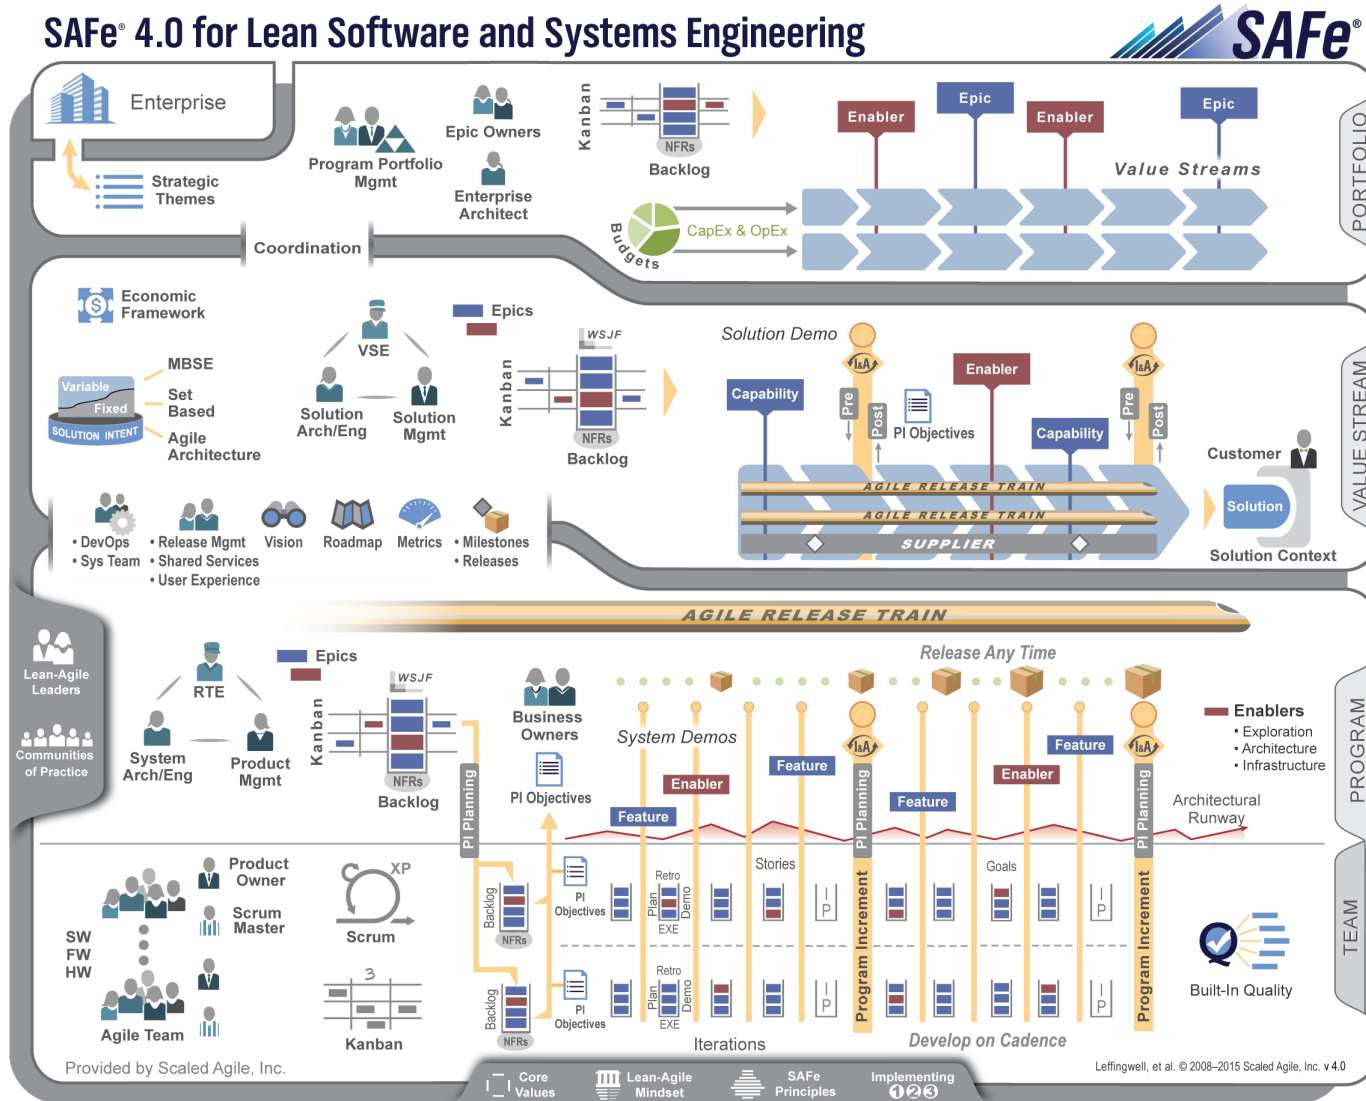 SAFe® 4.0 for Lean Software and Systems Engineering
SAFe®
Enterprise
Strategic
Themes
Program Portfolio
Mgmt
Epic Owners
Enterprise
Architect
Kanban
NFRs
Backlog
Enabler
Epic
Enabler
Epic
Value Streams
Budgets
CapEx & OpEx
PORTFOLIO
Coordination
Economic
Framework
Variable
Fixed
SOLUTION INTENT
MBSE
Set
Based
Agile
Architecture
VSE
Solution
Arch/Eng
Solution
Mgmt
Epics
Kanban
WSJF
NFRs
Backlog
Solution Demo
I&A
Pre
Post
PI Objectives
Capability
Enabler
Capability
I&A
Pre
Post
AGILE RELEASE TRAIN
AGILE RELEASE TRAIN
SUPPLIER
Customer
Solution
Solution Context
VALUE STREAM
• DevOps
• Sys Team
• Release Mgmt
• Shared Services
• User Experience
Vision
Roadmap
Metrics
• Milestones
• Releases
AGILE RELEASE TRAIN
Lean-Agile
Leaders
Communities
of Practice
RTE
System
Arch/Eng
Product
Mgmt
Epics
Kanban
WSJF
NFRs
Backlog
PI Planning
Business
Owners
PI Objectives
Release Any Time
System Demos
Feature
Enabler
Feature
I&A
PI Planning
Feature
Enabler
Feature
I&A
PI Planning
Enablers
• Exploration
• Architecture
• Infrastructure
Architectural
Runway
PROGRAM
Product
Owner
Scrum
Master
SW
FW
HW
Agile Team
XP
Scrum
3
Kanban
Backlog
NFRs
PI
Objectives
Backlog
NFRs
PI
Objectives
Retro
Plan
Demo
EXE
Stories
I
P
Goals
I
P
Retro
Plan
Demo
EXE
I
P
I
P
Program Increment
Program Increment
Iterations
Develop on Cadence
Built-In Quality
TEAM
Provided by Scaled Agile, Inc.
Leffingwell, et al. © 2008–2015 Scaled Agile, Inc. v 4.0
Core
Values
Lean-Agile
Mindset
SAFe
Principles
Implementing
1 2 3